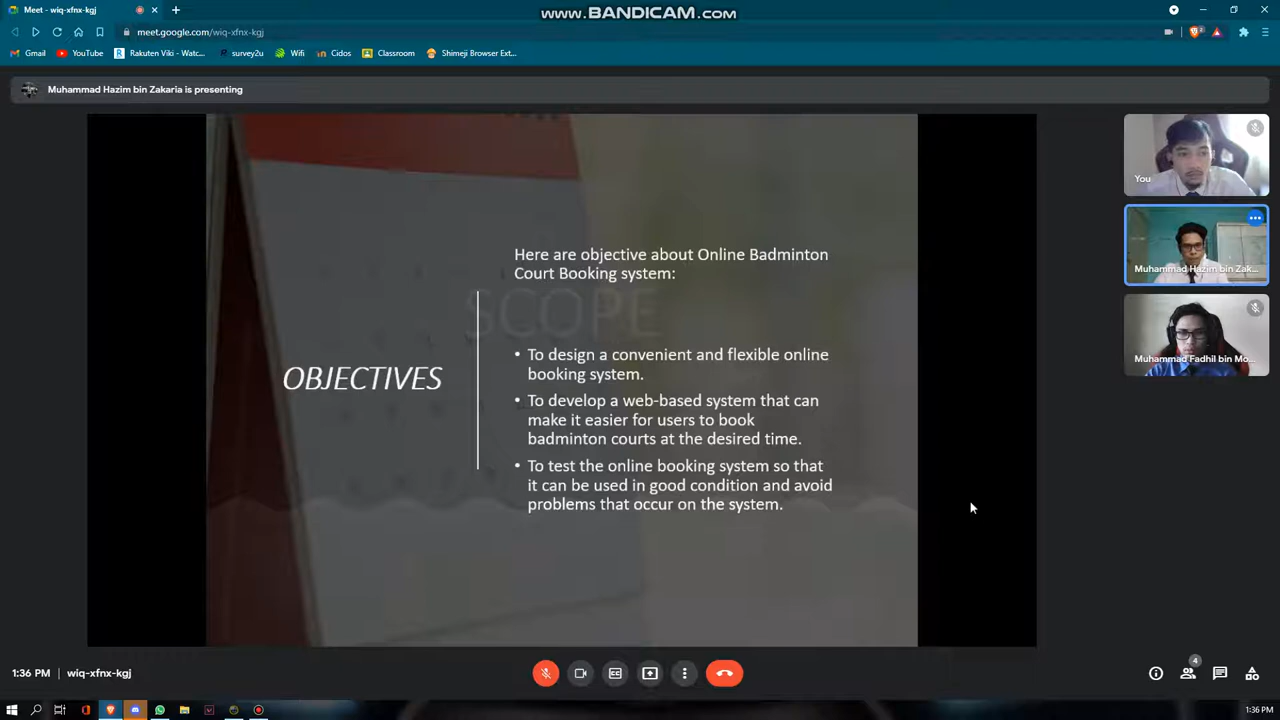 Meet - wiq-xfnx-kgj
www.BANDICAM.com
meet.google.com/wiq-xfnx-kgj
Gmail
YouTube
Rakuten Viki - Watc...
survey2u
Wifi
Cidos
Classroom
Shimeji Browser Ext...
Muhammad Hazim bin Zakaria is presenting
You
Muhammad Hazim bin Zak...
Muhammad Fadhil bin Mo...
SCOPE
OBJECTIVES
Here are objective about Online Badminton
Court Booking system:
• To design a convenient and flexible online
booking system.
• To develop a web-based system that can
make it easier for users to book
badminton courts at the desired time.
• To test the online booking system so that
it can be used in good condition and avoid
problems that occur on the system.
1:36 PM | wiq-xfnx-kgj
4
1:36 PM